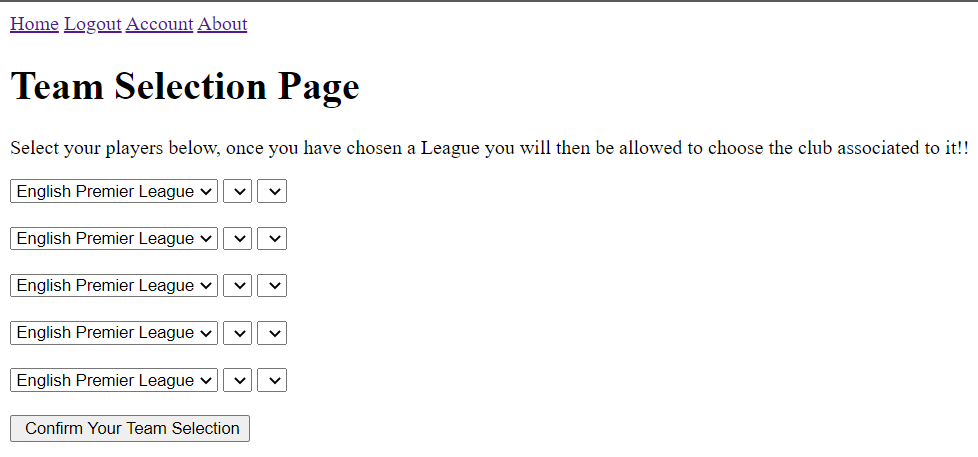 Home Logout Account About
Team Selection Page
Select your players below, once you have chosen a League you will then be allowed to choose the club associated to it!!
English Premier League
English Premier League
English Premier League
English Premier League
English Premier League
Confirm Your Team Selection